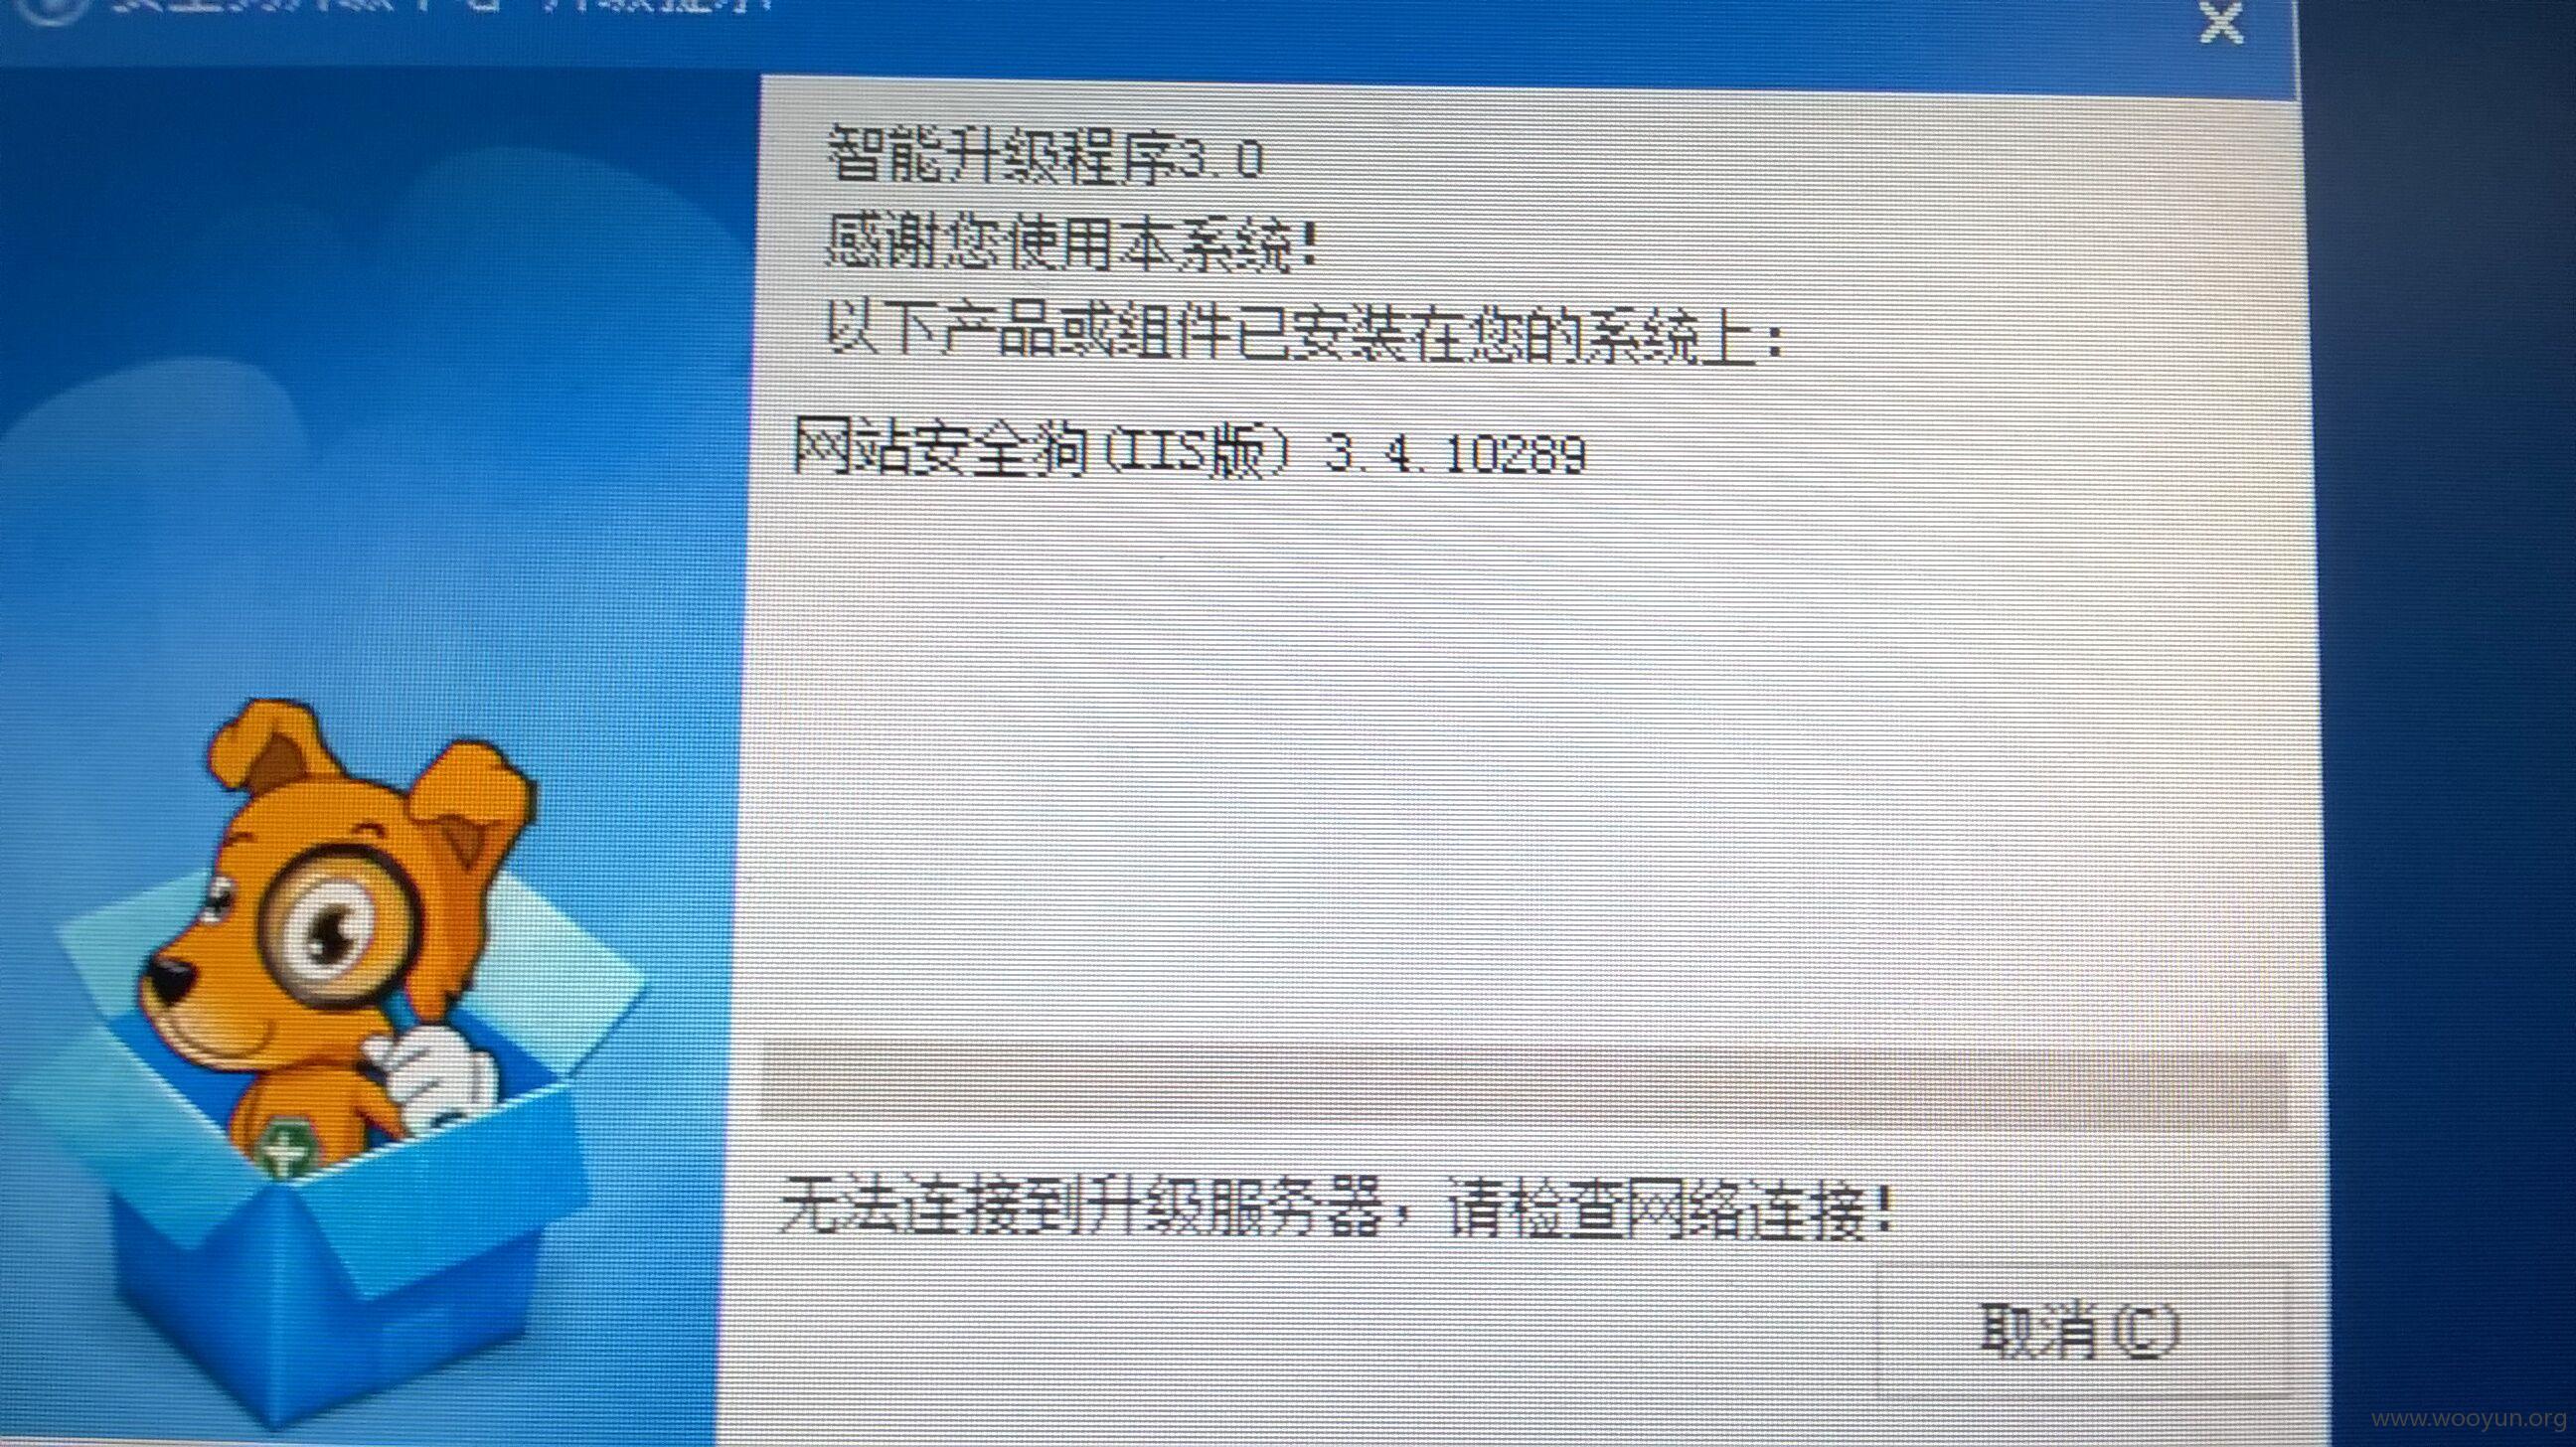 智能升级程序3.0
感谢您使用本系统!
以下产品或组件已安装在您的系统上:
网站安全狗(IIS版) 3.4.10289
无法连接到升级服务器，请检查网络连接!
取消(C)
www.wooyun.org